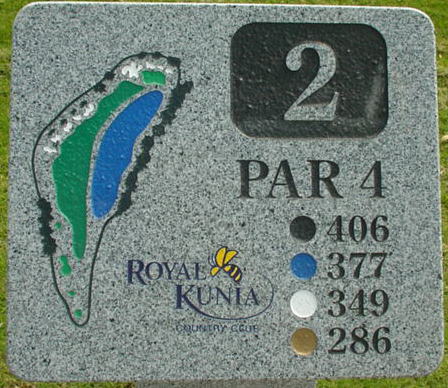 2
PAR 4
406
377
349
286
ROYAL
KUNIA
COUNTRY CLUB